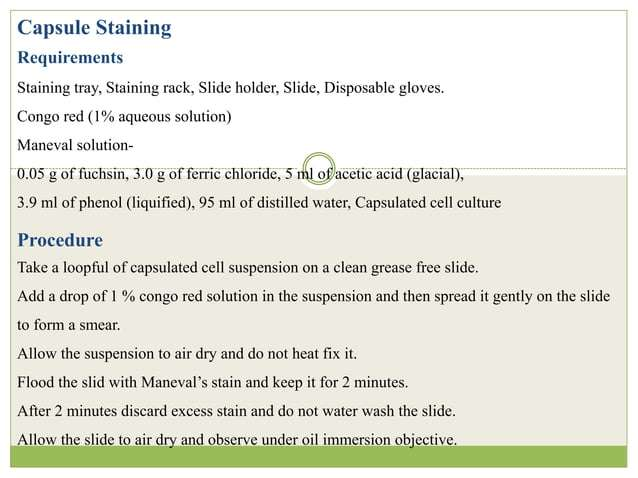 Capsule Staining
Requirements
Staining tray, Staining rack, Slide holder, Slide, Disposable gloves.
Congo red (1% aqueous solution)
Maneval solution-
0.05 g of fuchsin, 3.0 g of ferric chloride, 5 ml of acetic acid (glacial),
3.9 ml of phenol (liquified), 95 ml of distilled water, Capsulated cell culture
Procedure
Take a loopful of capsulated cell suspension on a clean grease free slide.
Add a drop of 1 % congo red solution in the suspension and then spread it gently on the slide
to form a smear.
Allow the suspension to air dry and do not heat fix it.
Flood the slid with Maneval’s stain and keep it for 2 minutes.
After 2 minutes discard excess stain and do not water wash the slide.
Allow the slide to air dry and observe under oil immersion objective.